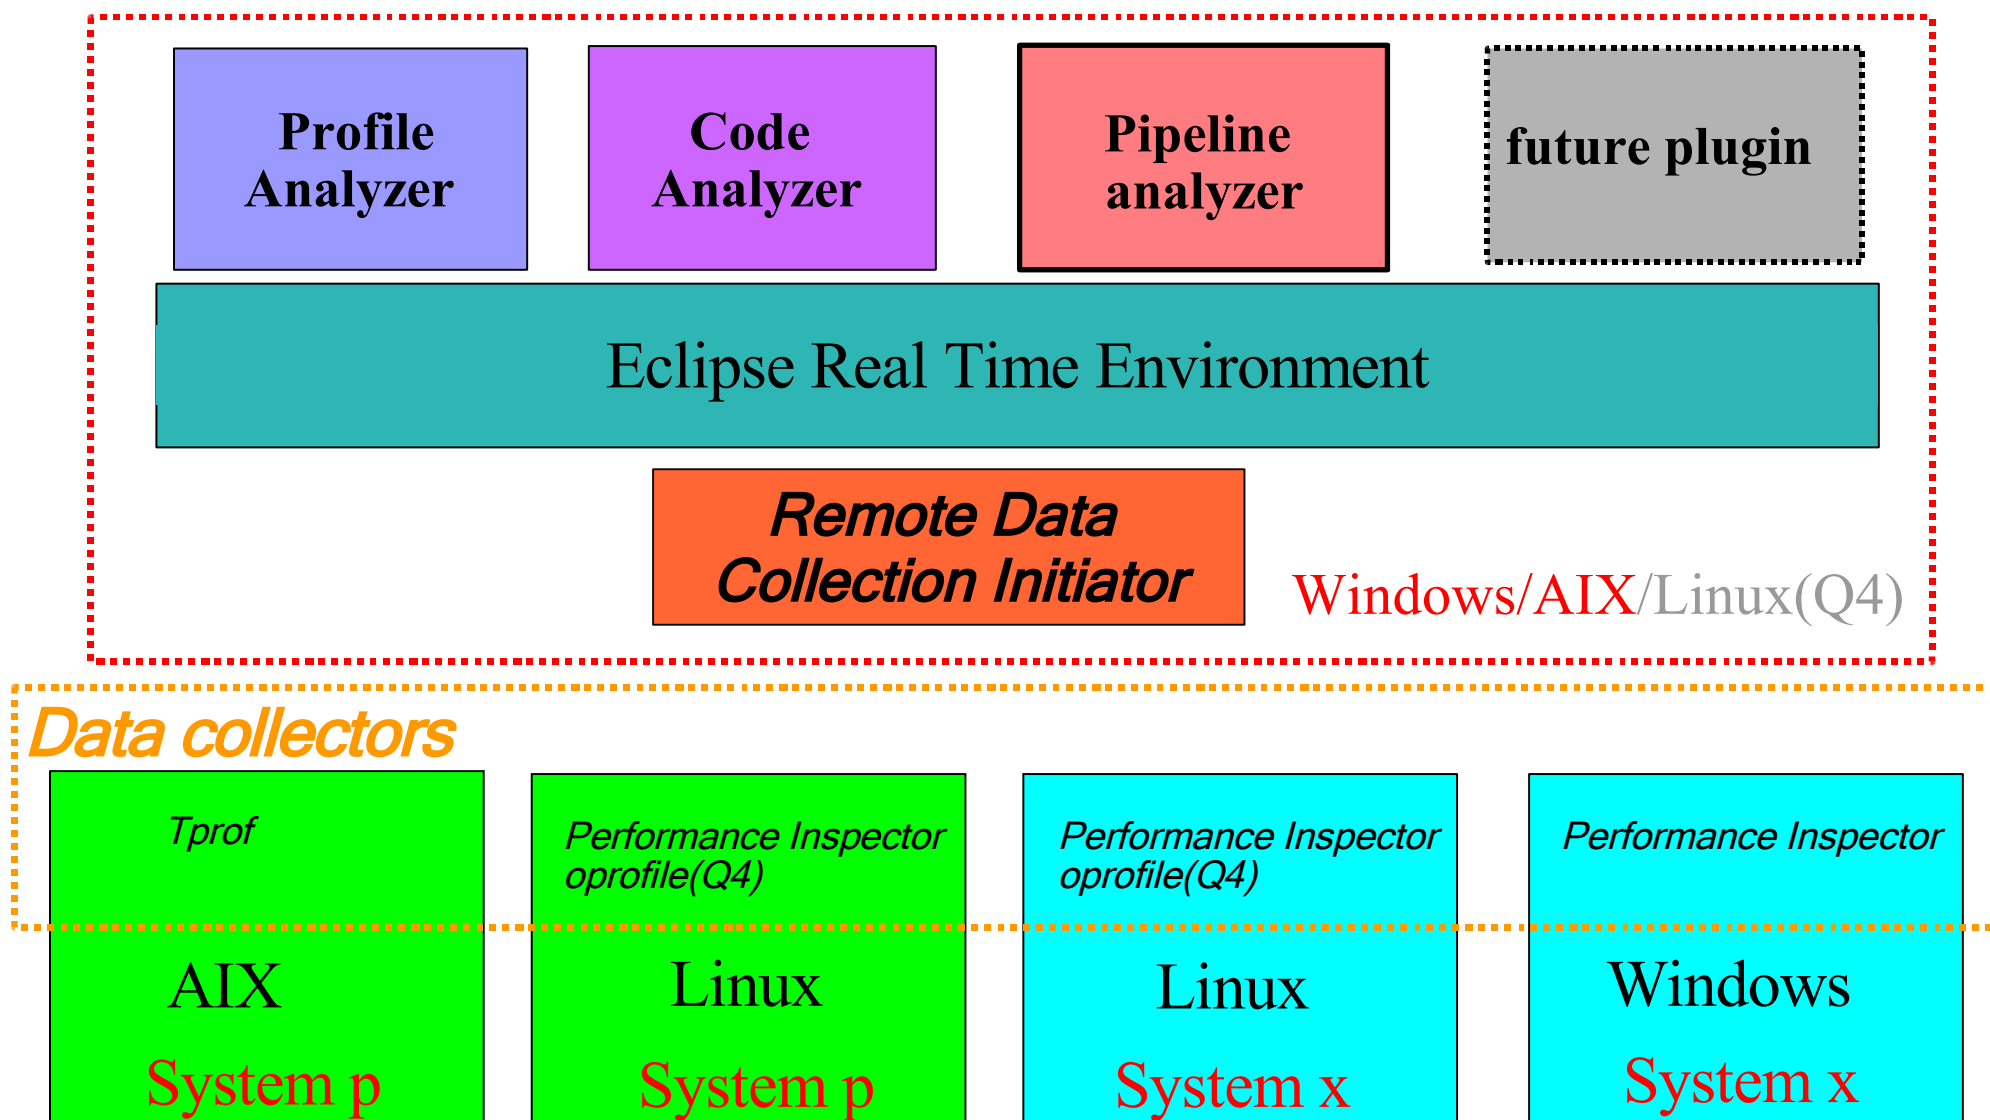 Profile
Analyzer
Code
Analyzer
Pipeline
analyzer
future plugin
Eclipse Real Time Environment
Remote Data
Collection Initiator
Windows/AIX/Linux(Q4)
Data collectors
Tprof
AIX
System p
Performance Inspector
oprofile(Q4)
Linux
System p
Performance Inspector
oprofile(Q4)
Linux
System x
Performance Inspector
Windows
System x